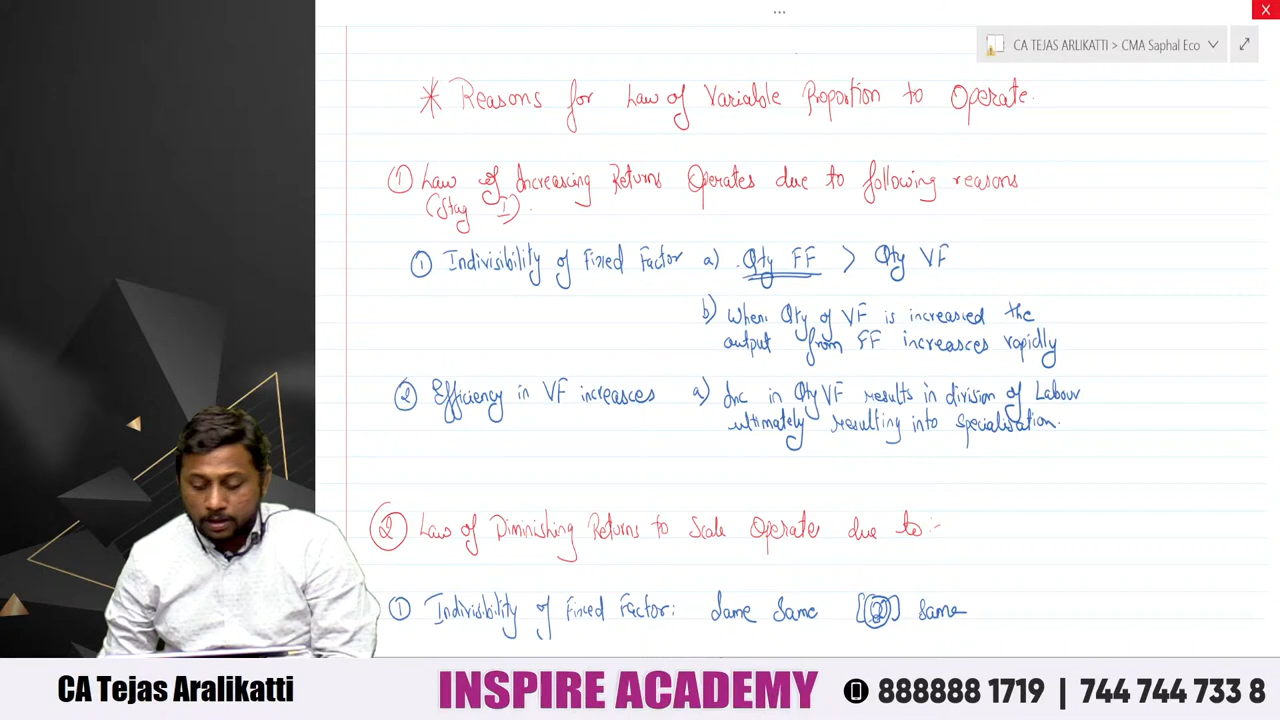 ...
X
CA TEJAS ARLIKATTI > CMA Saphal Eco
* Reasons for Law of Variable Proportion to Operate.
① Law of Increasing Returns Operates due to following reasons
(Stag I).
① Indivisibility of Fixed Factor a) Qty FF > Qty VF
b) When Qty of VF is increased the
output from FF increasces rapidly
② Efficiency in VF increasces a) Inc in Qty VF results in division of Labour
ultimately resulting into specialisation.
② Law of Diminishing Returns to Scale Operates due to :-
① Indivisbility of Fixed Factor: Same Same same
CA Tejas Aralikatti
INSPIRE ACADEMY
888888 1719 | 744 744 733 8